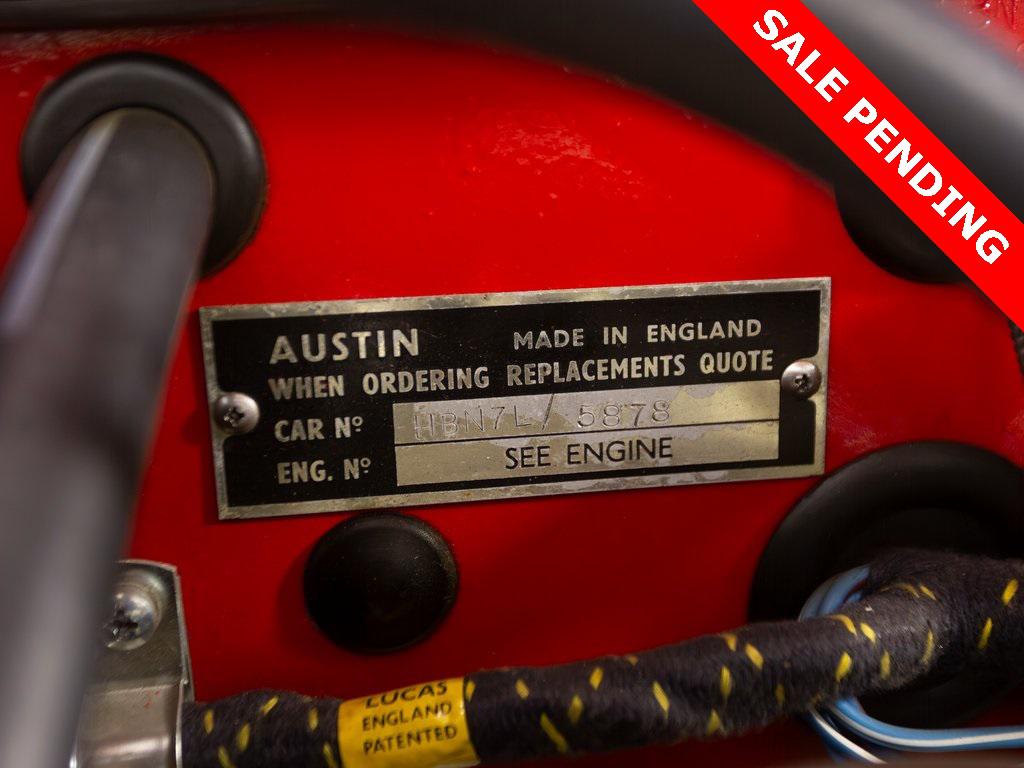 SALE PENDING
AUSTIN MADE IN ENGLAND
WHEN ORDERING REPLACEMENTS QUOTE
CAR Nº HBN7L/ 5878
ENG. Nº SEE ENGINE
LUCAS
ENGLAND
PATENTED